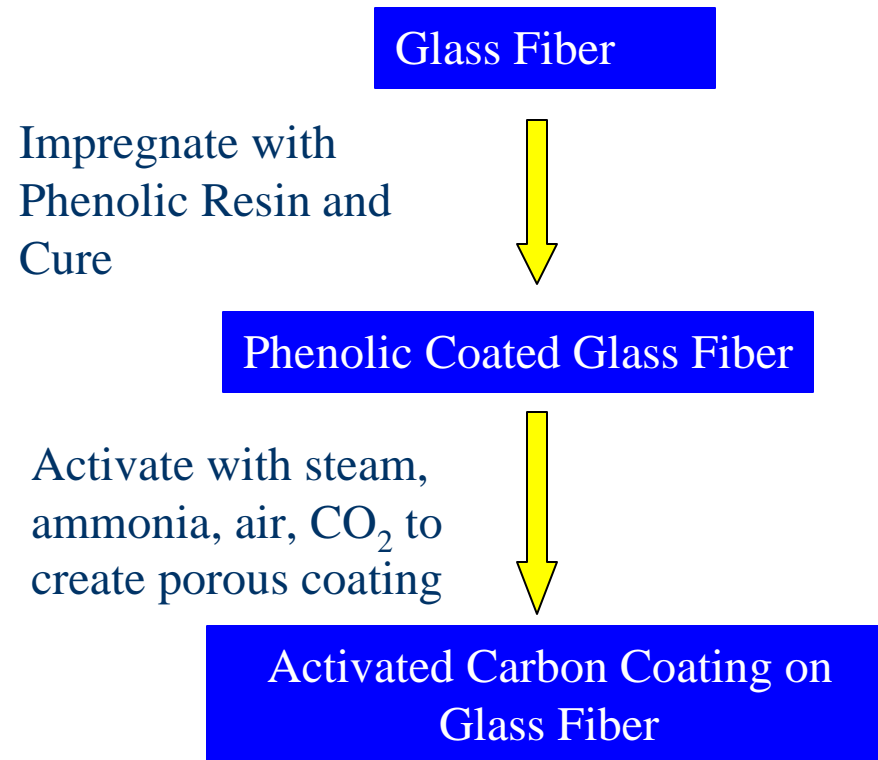 Glass Fiber
Impregnate with
Phenolic Resin and
Cure
Phenolic Coated Glass Fiber
Activate with steam,
ammonia, air, CO₂ to
create porous coating
Activated Carbon Coating on
Glass Fiber